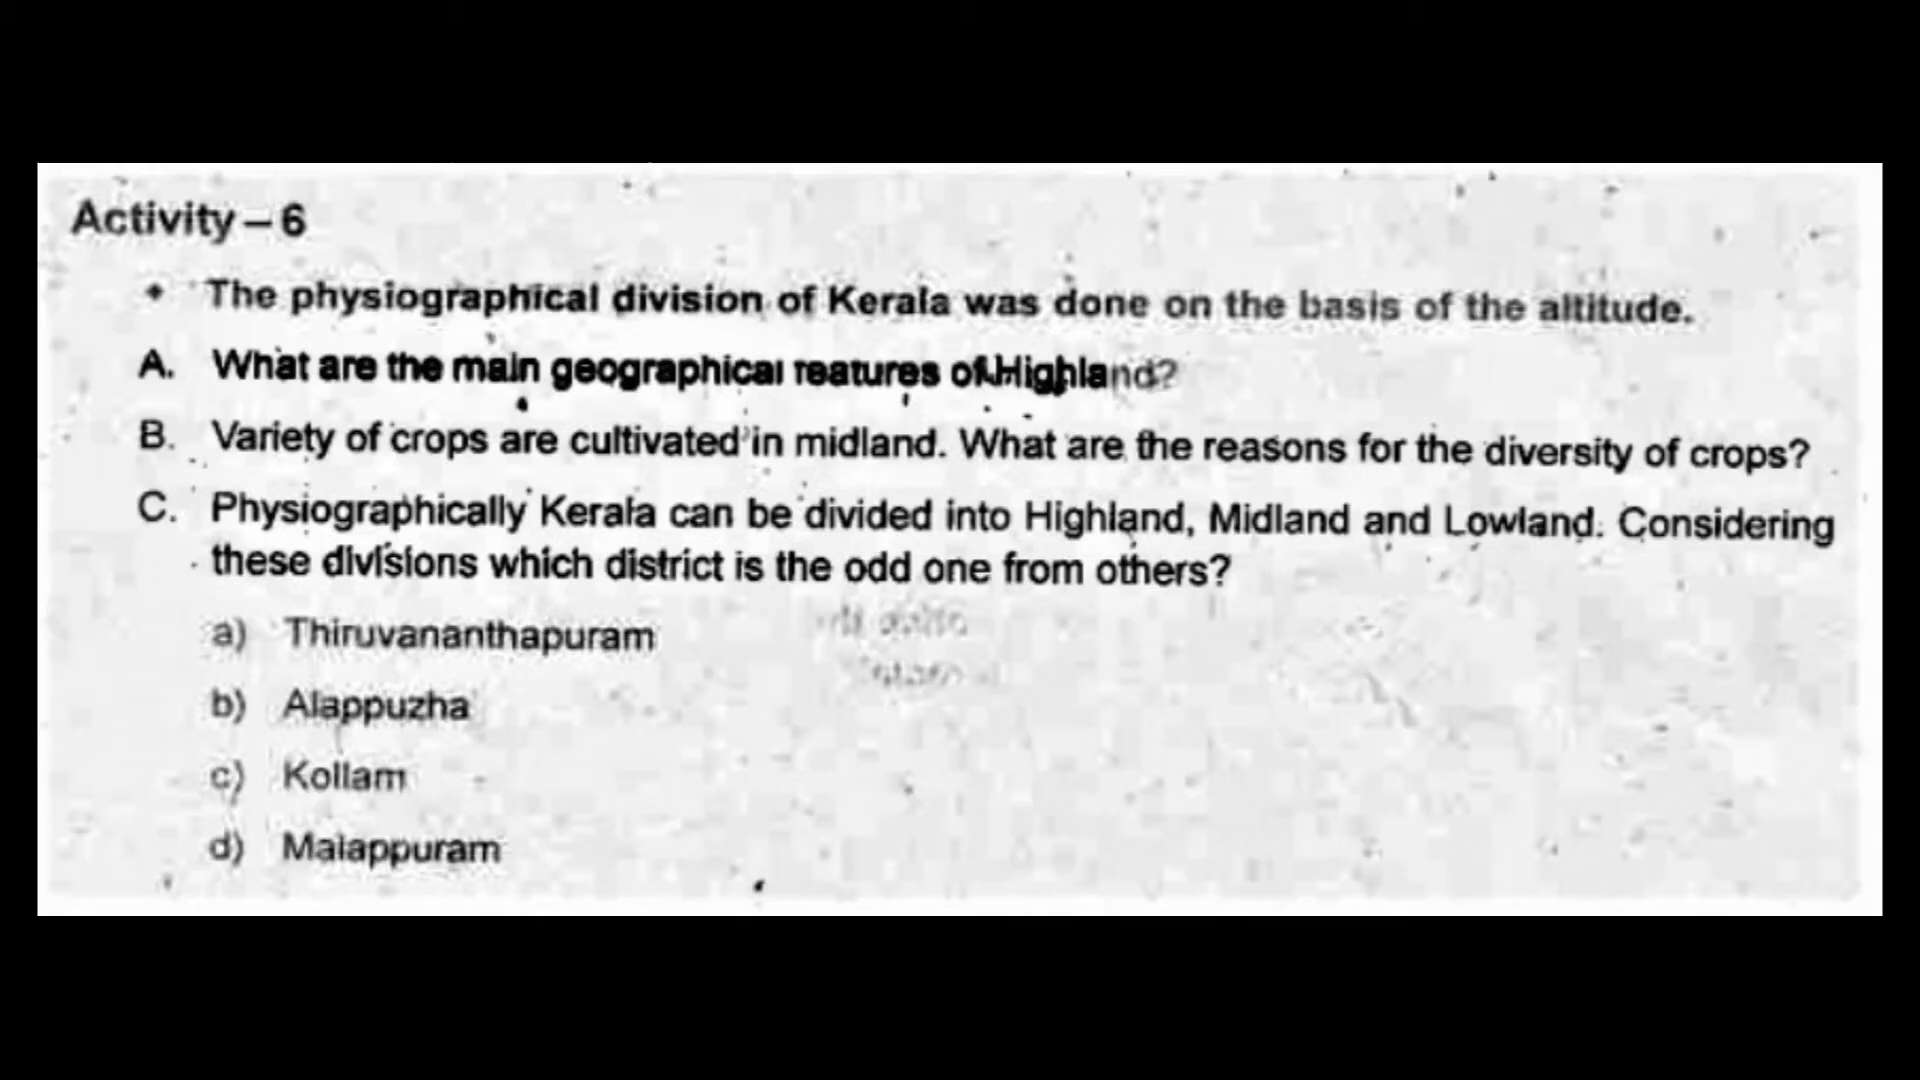 Activity – 6
• The physiographical division of Kerala was done on the basis of the altitude.
A. What are the main geographical features of Highland?
B. Variety of crops are cultivated in midland. What are the reasons for the diversity of crops?
C. Physiographically Kerala can be divided into Highland, Midland and Lowland. Considering
these divisions which district is the odd one from others?
a) Thiruvananthapuram
b) Alappuzha
c) Kollam
d) Malappuram